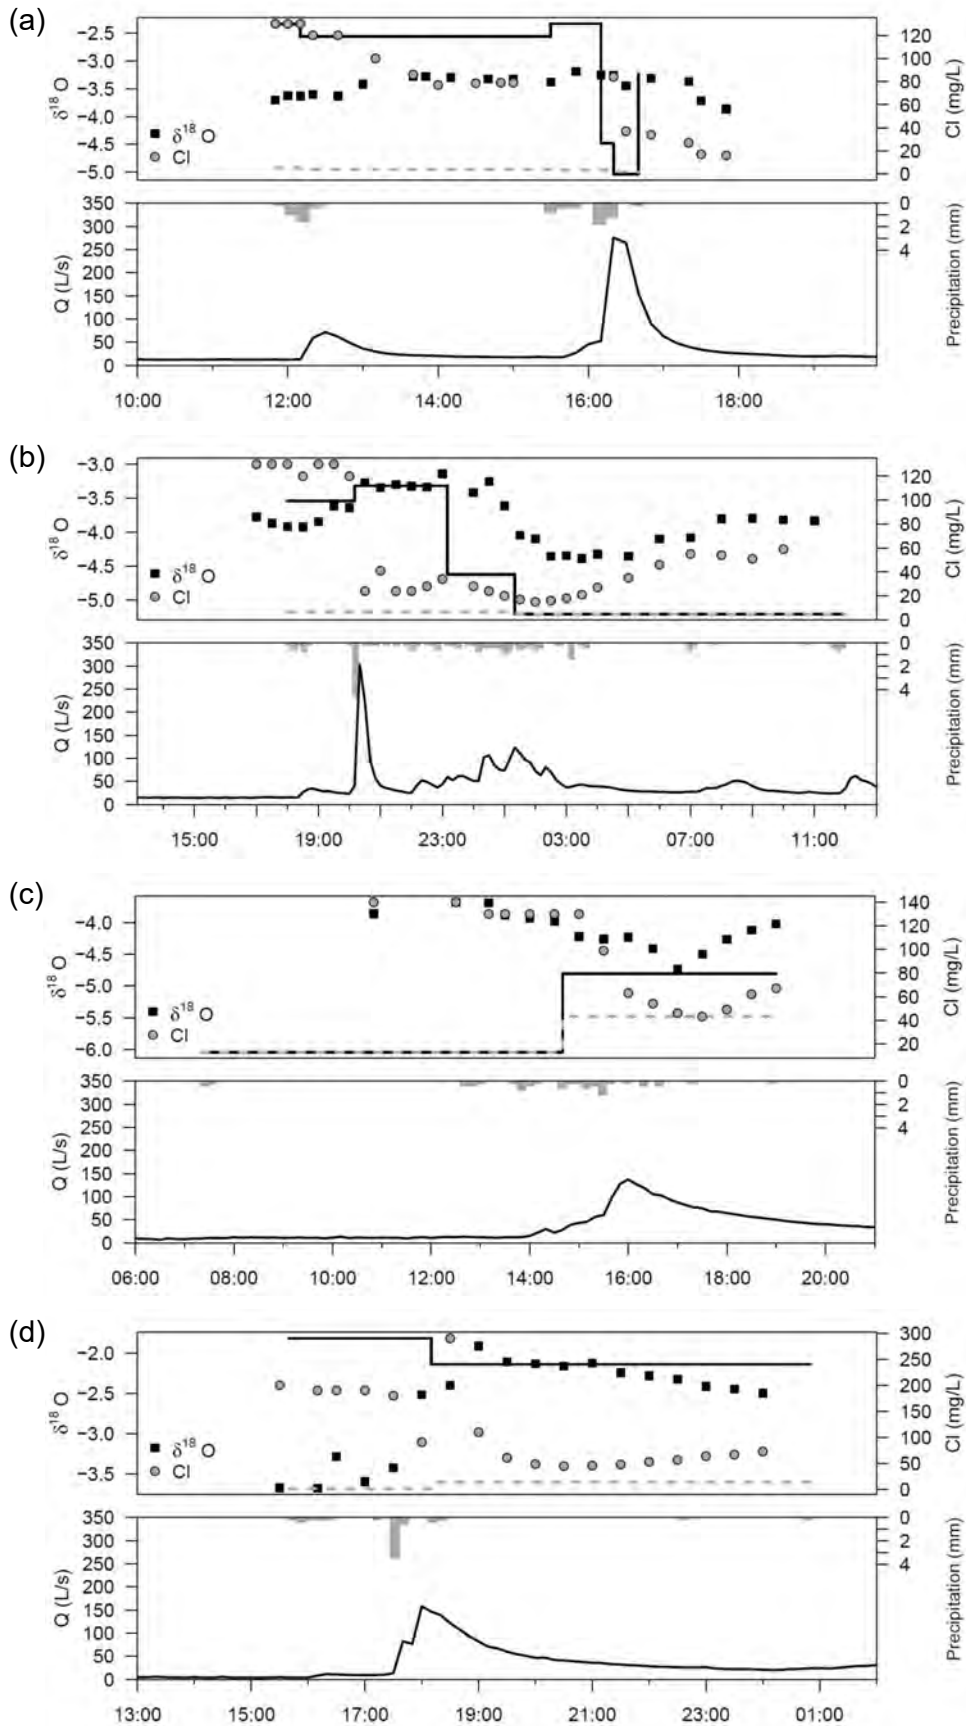 (a)
−2.5
−3.0
−3.5
−4.0
−4.5
−5.0
δ¹⁸ O
■ δ¹⁸ O
● Cl
120
100
80
60
40
20
0
Cl (mg/L)
350
300
250
200
150
100
50
0
Q (L/s)
0
2
4
Precipitation (mm)
10:00 12:00 14:00 16:00 18:00
(b)
−3.0
−3.5
−4.0
−4.5
−5.0
δ¹⁸ O
■ δ¹⁸ O
● Cl
120
100
80
60
40
20
0
Cl (mg/L)
350
300
250
200
150
100
50
0
Q (L/s)
0
2
4
Precipitation (mm)
15:00 19:00 23:00 03:00 07:00 11:00
(c)
−4.0
−4.5
−5.0
−5.5
−6.0
δ¹⁸ O
■ δ¹⁸ O
● Cl
140
120
100
80
60
40
20
Cl (mg/L)
350
300
250
200
150
100
50
0
Q (L/s)
0
2
4
Precipitation (mm)
06:00 08:00 10:00 12:00 14:00 16:00 18:00 20:00
(d)
−2.0
−2.5
−3.0
−3.5
δ¹⁸ O
■ δ¹⁸ O
● Cl
300
250
200
150
100
50
0
Cl (mg/L)
350
300
250
200
150
100
50
0
Q (L/s)
0
2
4
Precipitation (mm)
13:00 15:00 17:00 19:00 21:00 23:00 01:00